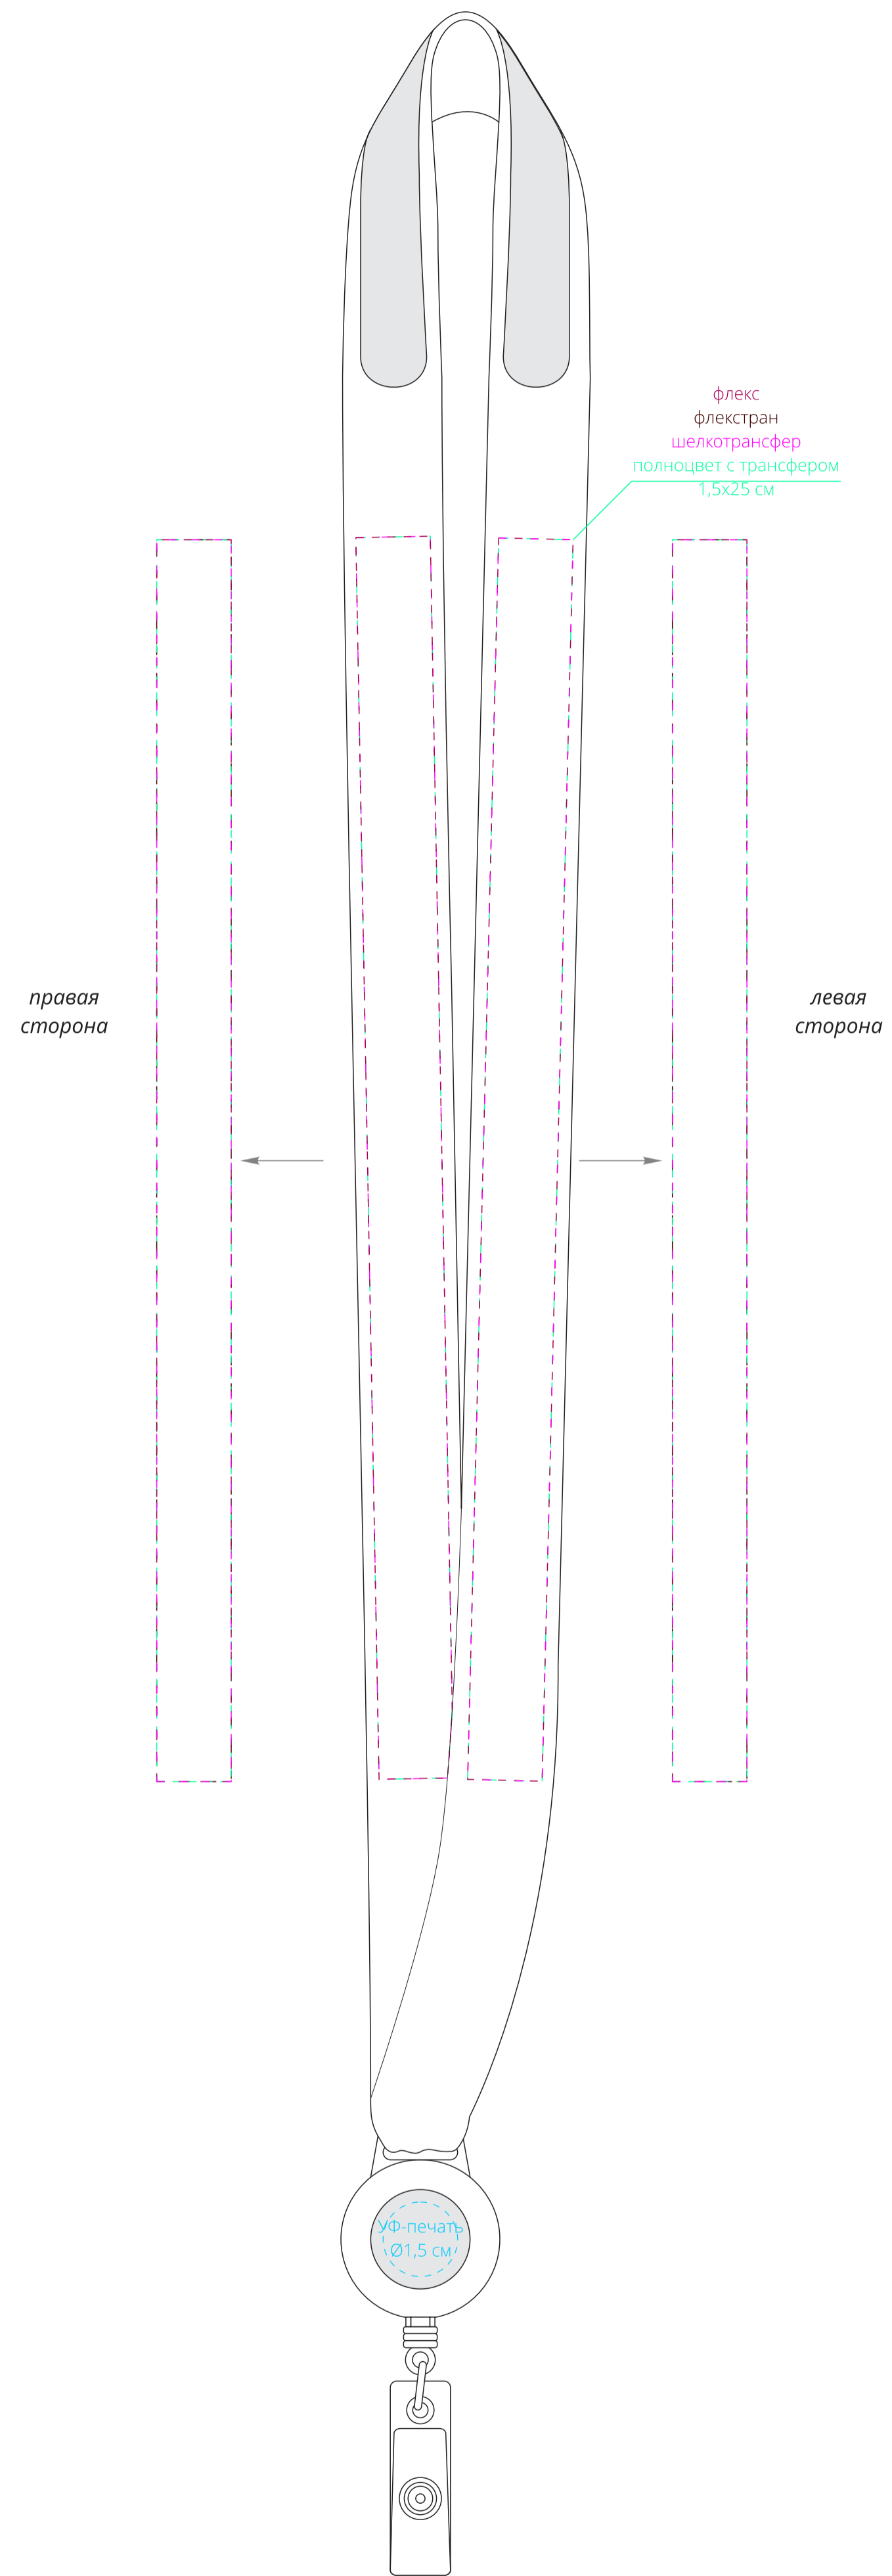 флекс
флекстран
шелкотрансфер
полноцвет с трансфером
1,5х25 см
правая
сторона
левая
сторона
УФ-печать
Ø1,5 см